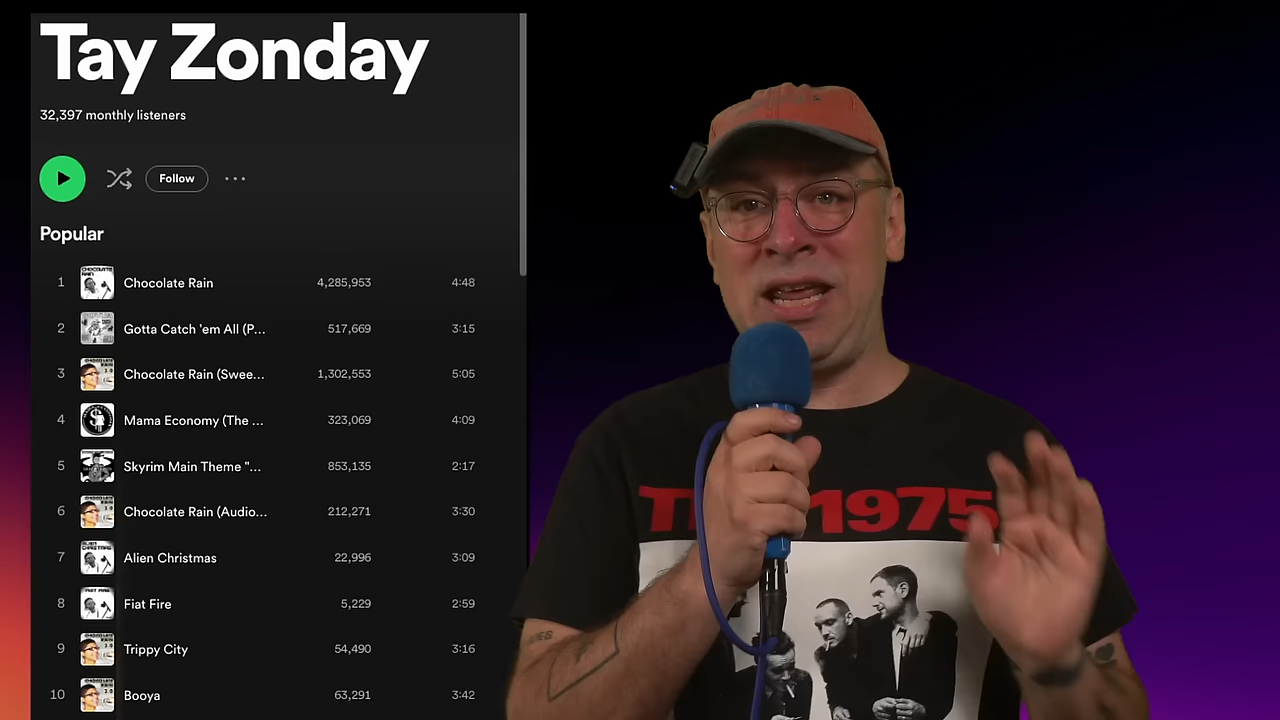 Tay Zonday
32,397 monthly listeners
Follow
Popular
1 Chocolate Rain 4,285,953 4:48
2 Gotta Catch 'em All (P... 517,669 3:15
3 Chocolate Rain (Swee... 1,302,553 5:05
4 Mama Economy (The ... 323,069 4:09
5 Skyrim Main Theme "... 853,135 2:17
6 Chocolate Rain (Audio... 212,271 3:30
7 Alien Christmas 22,996 3:09
8 Fiat Fire 5,229 2:59
9 Trippy City 54,490 3:16
10 Booya 63,291 3:42
1975